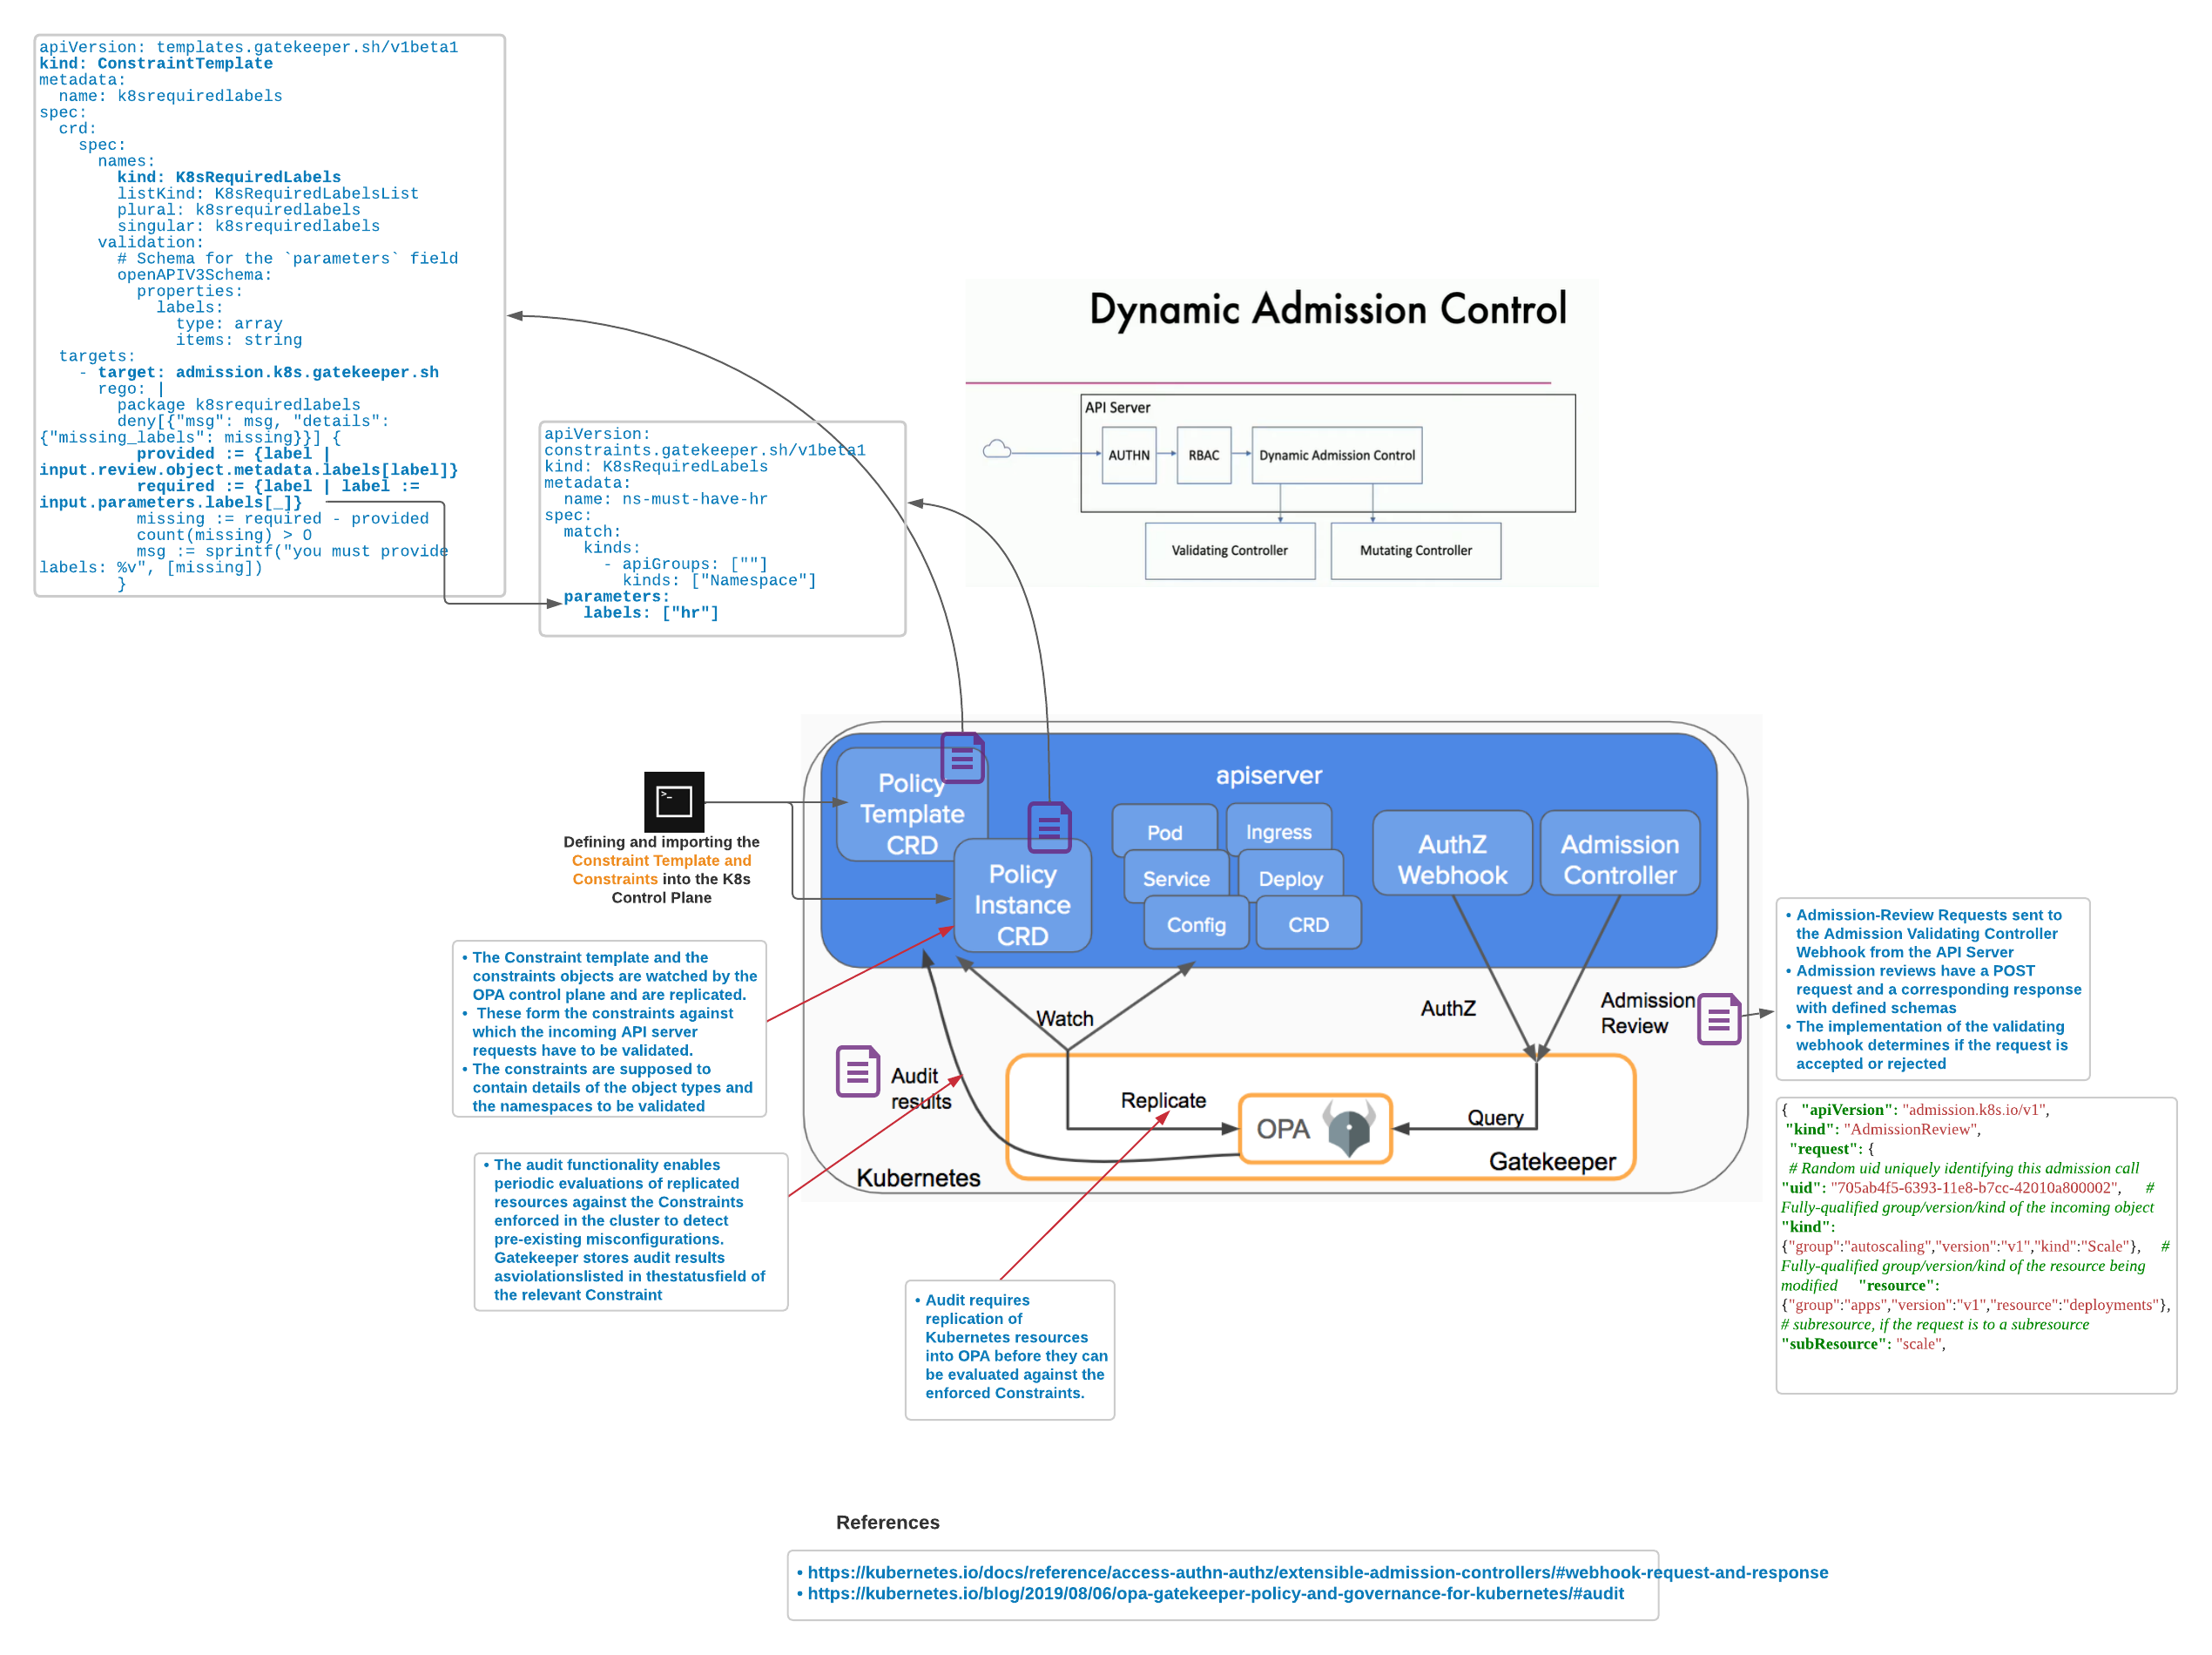 apiVersion: templates.gatekeeper.sh/v1beta1
kind: ConstraintTemplate
metadata:
  name: k8srequiredlabels
spec:
  crd:
    spec:
      names:
        kind: K8sRequiredLabels
        listKind: K8sRequiredLabelsList
        plural: k8srequiredlabels
        singular: k8srequiredlabels
      validation:
        # Schema for the `parameters` field
        openAPIV3Schema:
          properties:
            labels:
              type: array
              items: string
  targets:
    - target: admission.k8s.gatekeeper.sh
      rego: |
        package k8srequiredlabels
        deny[{"msg": msg, "details":
{"missing_labels": missing}}] {
          provided := {label |
input.review.object.metadata.labels[label]}
          required := {label | label :=
input.parameters.labels[_]}
          missing := required - provided
          count(missing) > 0
          msg := sprintf("you must provide
labels: %v", [missing])
        }
apiVersion:
constraints.gatekeeper.sh/v1beta1
kind: K8sRequiredLabels
metadata:
  name: ns-must-have-hr
spec:
  match:
    kinds:
      - apiGroups: [""]
        kinds: ["Namespace"]
  parameters:
    labels: ["hr"]
Dynamic Admission Control
API Server
AUTHN
RBAC
Dynamic Admission Control
Validating Controller
Mutating Controller
>_
Defining and importing the
Constraint Template and
Constraints into the K8s
Control Plane
Policy
Template
CRD
Policy
Instance
CRD
apiserver
Pod
Ingress
Service
Deploy
Config
CRD
AuthZ
Webhook
Admission
Controller
• The Constraint template and the
constraints objects are watched by the
OPA control plane and are replicated.
• These form the constraints against
which the incoming API server
requests have to be validated.
• The constraints are supposed to
contain details of the object types and
the namespaces to be validated
Watch
AuthZ
Admission
Review
Audit
results
Replicate
OPA
Query
Gatekeeper
Kubernetes
• Admission-Review Requests sent to
the Admission Validating Controller
Webhook from the API Server
• Admission reviews have a POST
request and a corresponding response
with defined schemas
• The implementation of the validating
webhook determines if the request is
accepted or rejected
{   "apiVersion": "admission.k8s.io/v1",
"kind": "AdmissionReview",
"request": {
# Random uid uniquely identifying this admission call
"uid": "705ab4f5-6393-11e8-b7cc-42010a800002",     #
Fully-qualified group/version/kind of the incoming object
"kind":
{"group":"autoscaling","version":"v1","kind":"Scale"},     #
Fully-qualified group/version/kind of the resource being
modified     "resource":
{"group":"apps","version":"v1","resource":"deployments"},
# subresource, if the request is to a subresource
"subResource": "scale",
• The audit functionality enables
periodic evaluations of replicated
resources against the Constraints
enforced in the cluster to detect
pre-existing misconfigurations.
Gatekeeper stores audit results
asviolationslisted in thestatusfield of
the relevant Constraint
• Audit requires
replication of
Kubernetes resources
into OPA before they can
be evaluated against the
enforced Constraints.
References
• https://kubernetes.io/docs/reference/access-authn-authz/extensible-admission-controllers/#webhook-request-and-response
• https://kubernetes.io/blog/2019/08/06/opa-gatekeeper-policy-and-governance-for-kubernetes/#audit